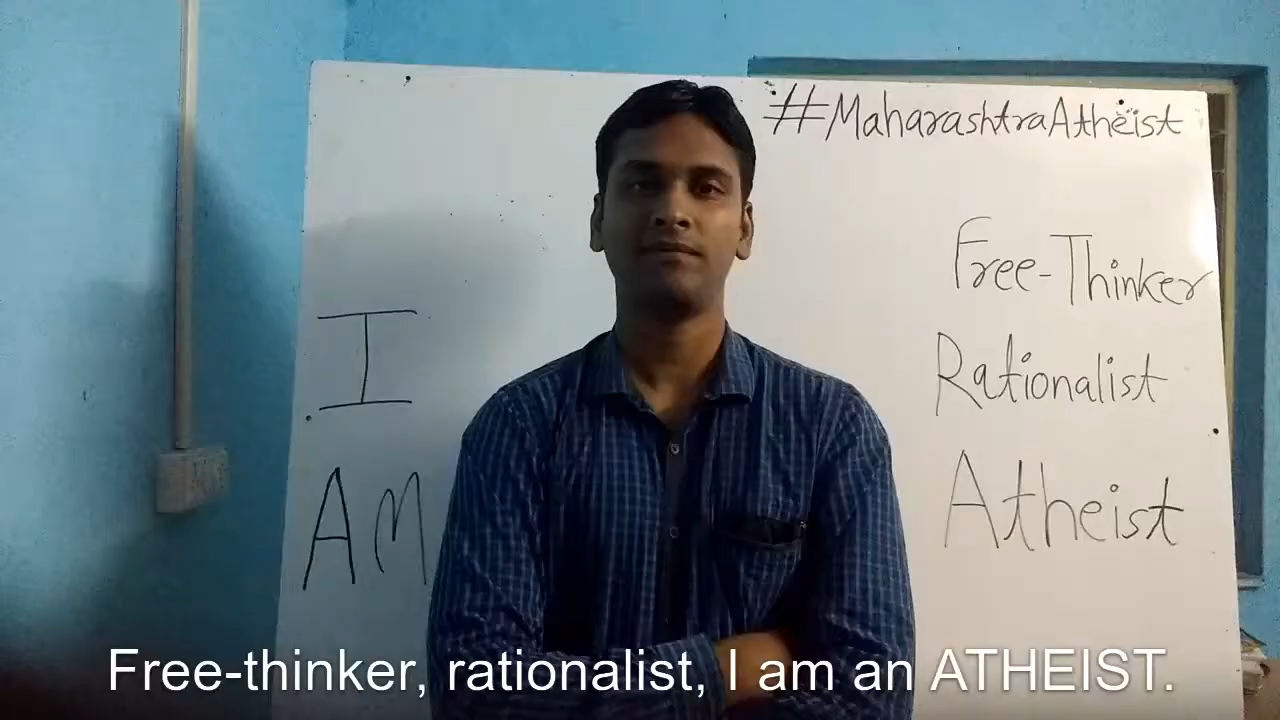 #MaharashtraAtheist
I
AM
Free-Thinker
Rationalist
Atheist
Free-thinker, rationalist, I am an ATHEIST.